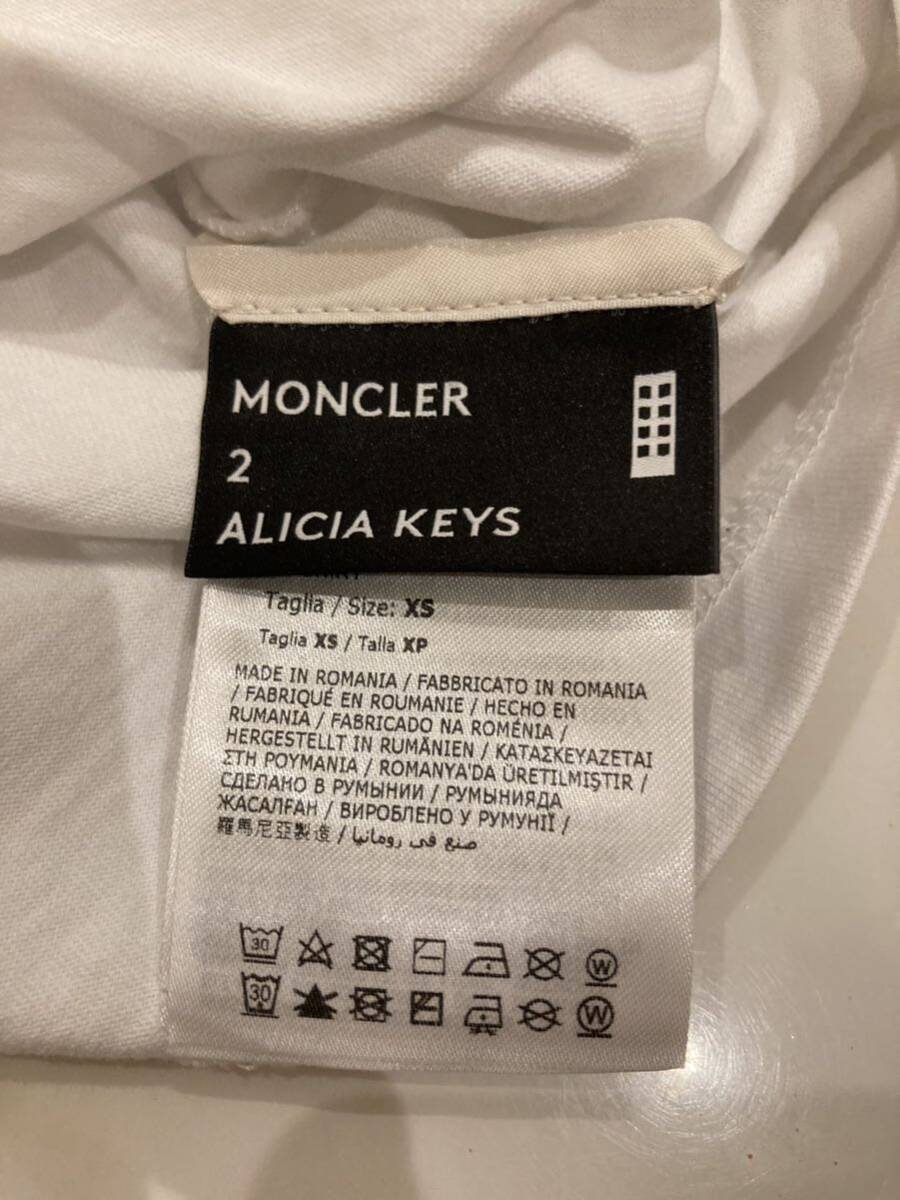 MONCLER
2
ALICIA KEYS
Taglia / Size: XS
Taglia XS / Talla XP
MADE IN ROMANIA / FABBRICATO IN ROMANIA
/ FABRIQUÉ EN ROUMANIE / HECHO EN
RUMANIA / FABRICADO NA ROMÉNIA /
HERGESTELLT IN RUMÄNIEN / ΚΑΤΑΣΚΕΥΑΖΕΤΑΙ
ΣΤΗ ΡΟΥΜΑΝΙΑ / ROMANYA'DA ÜRETILMIŞTIR /
СДЕЛАНО В РУМЫНИИ / РУМЫНИЯДА
ЖАСАЛҒАН / ВИРОБЛЕНО У РУМУНІЇ /
羅馬尼亞製造 / صنع في رومانيا
30 W
30 W